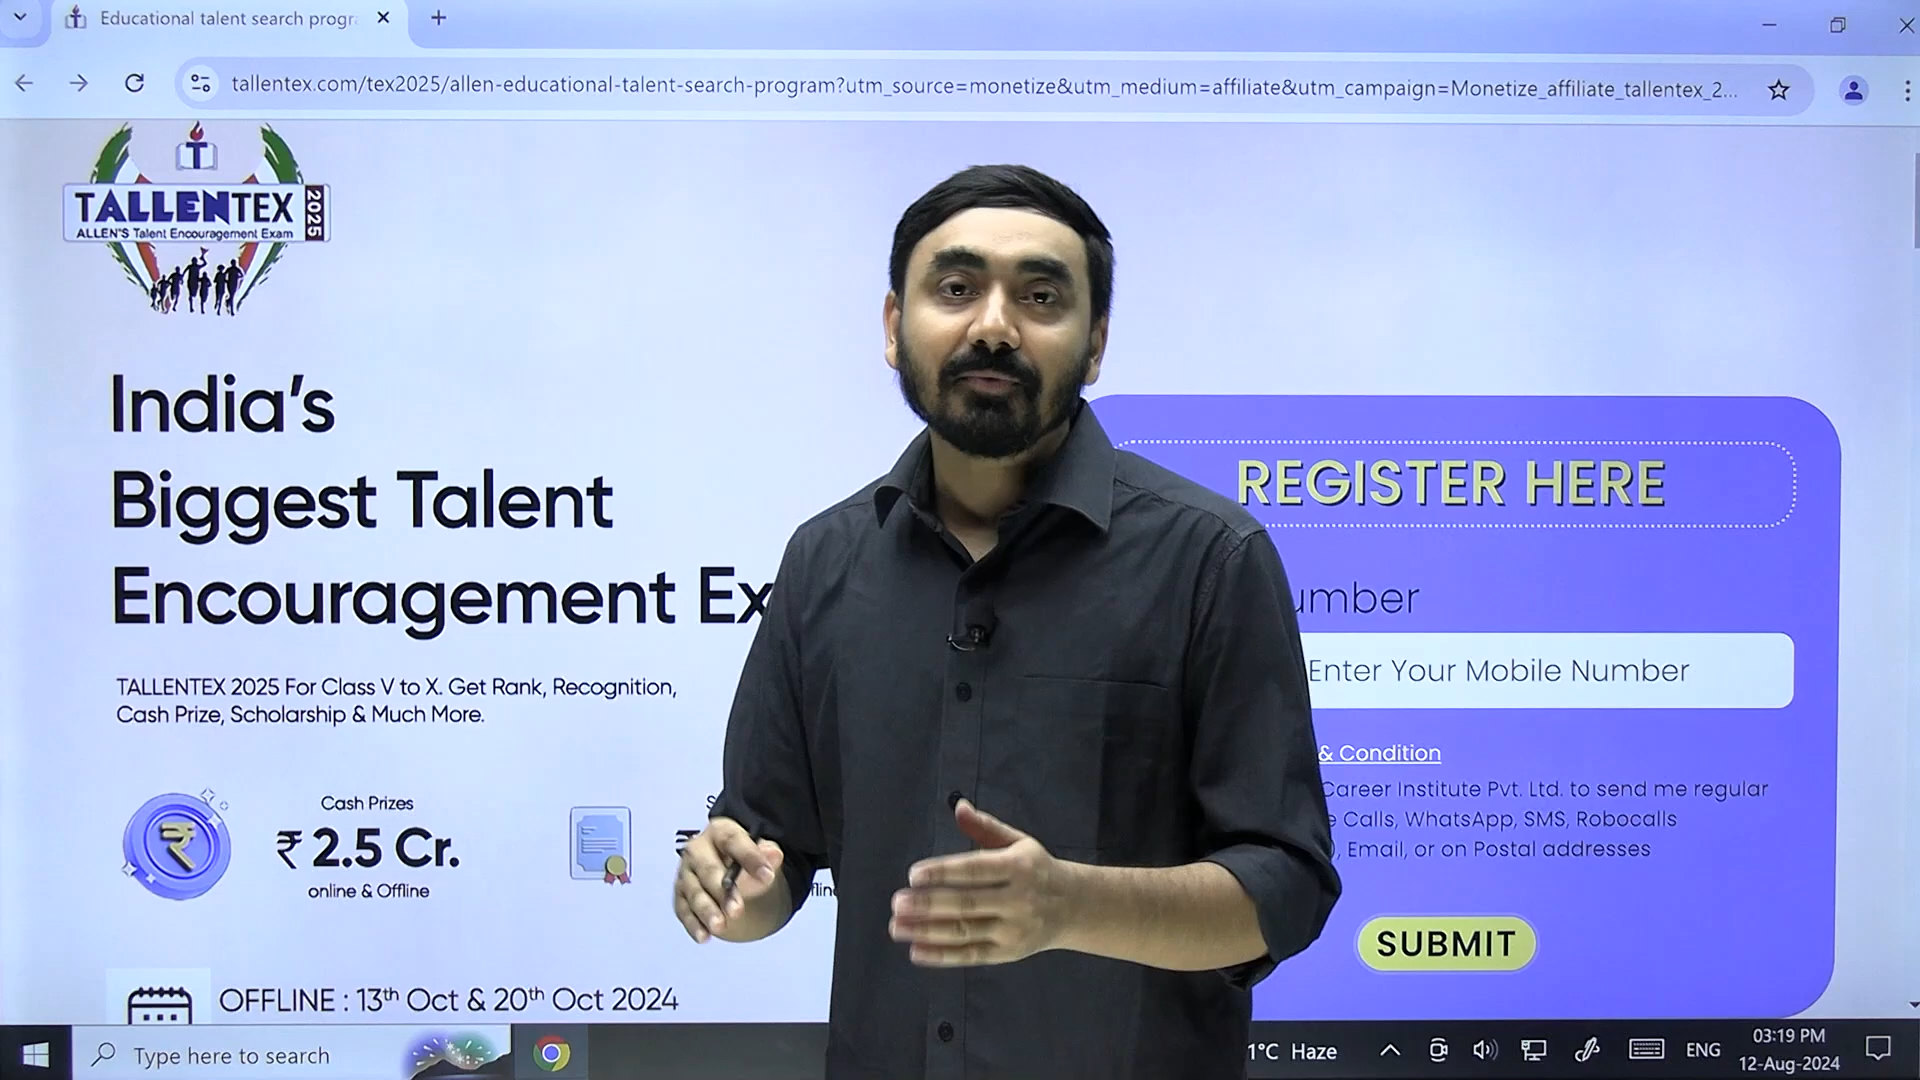 Educational talent search progr
tallentex.com/tex2025/allen-educational-talent-search-program?utm_source=monetize&utm_medium=affiliate&utm_campaign=Monetize_affiliate_tallentex_2...
T
TALLENTEX
2025
ALLEN'S Talent Encouragement Exam
India's
Biggest Talent
Encouragement Ex
TALLENTEX 2025 For Class V to X. Get Rank, Recognition,
Cash Prize, Scholarship & Much More.
Cash Prizes
₹ 2.5 Cr.
online & Offline
₹
OFFLINE : 13th Oct & 20th Oct 2024
REGISTER HERE
umber
Enter Your Mobile Number
& Condition
Career Institute Pvt. Ltd. to send me regular
e Calls, WhatsApp, SMS, Robocalls
), Email, or on Postal addresses
SUBMIT
Type here to search
1°C Haze
ENG
03:19 PM
12-Aug-2024